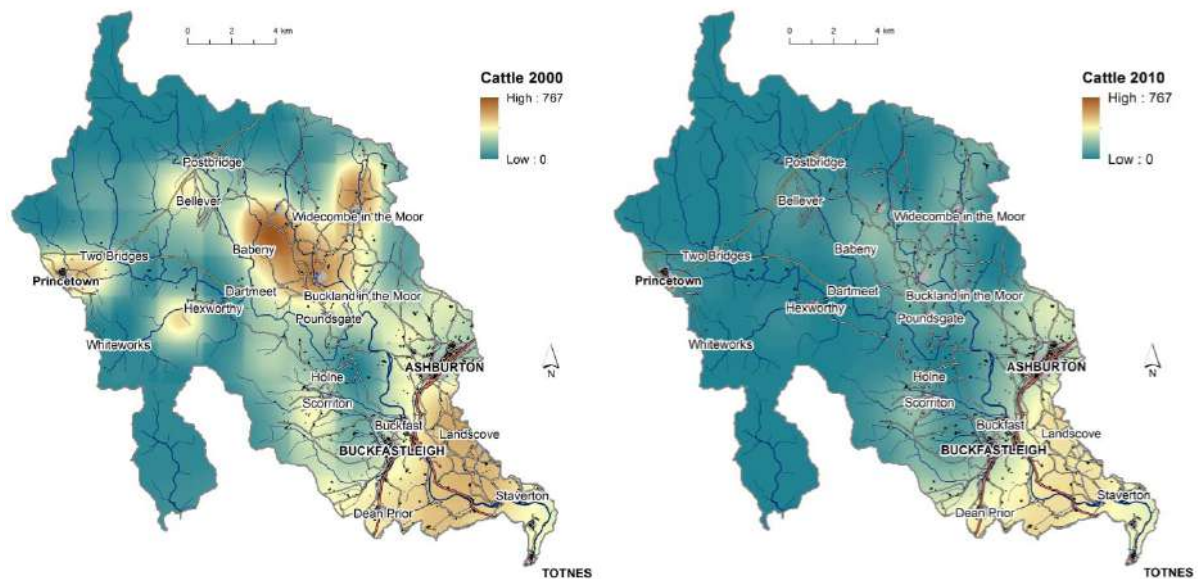 0 2 4 km
Cattle 2000
High : 767
Low : 0
Postbridge
Bellever
Widecombe in the Moor
Babeny
Two Bridges
Princetown
Dartmeet
Buckland in the Moor
Hexworthy
Poundsgate
Whiteworks
ASHBURTON
N
Holne
Scorriton
Buckfast
Landscove
BUCKFASTLEIGH
Staverton
Dean Prior
TOTNES
0 2 4 km
Cattle 2010
High : 767
Low : 0
Postbridge
Bellever
Widecombe in the Moor
Babeny
Two Bridges
Princetown
Dartmeet
Buckland in the Moor
Hexworthy
Poundsgate
Whiteworks
ASHBURTON
N
Holne
Scorriton
Buckfast
Landscove
BUCKFASTLEIGH
Staverton
Dean Prior
TOTNES